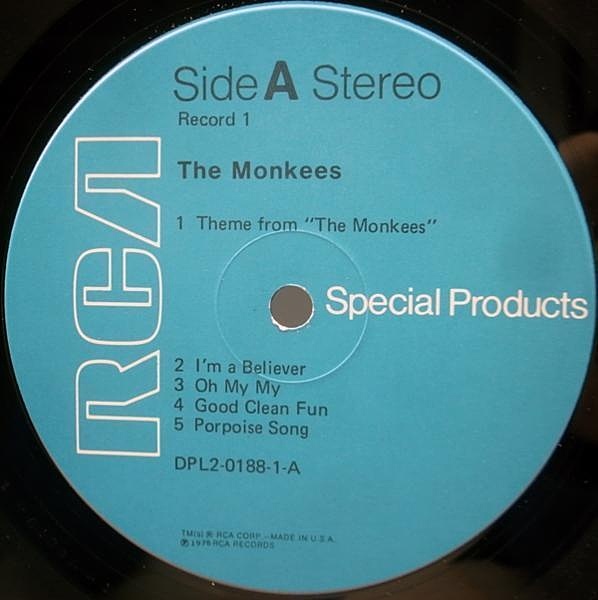 Side A Stereo
Record 1
The Monkees
1 Theme from "The Monkees"
Special Products
2 I'm a Believer
3 Oh My My
4 Good Clean Fun
5 Porpoise Song
DPL2-0188-1-A
TM(s) ® RCA CORP.–MADE IN U.S.A.
℗ 1976 RCA RECORDS
RCA